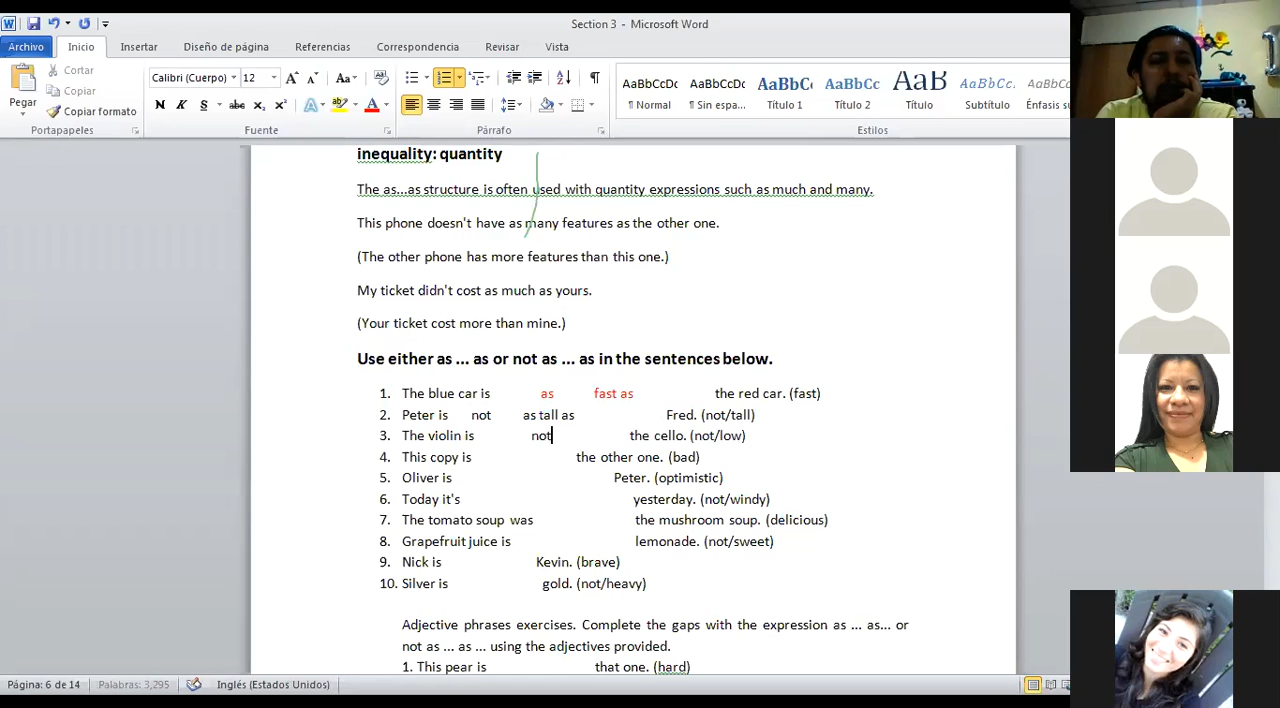 Section 3 - Microsoft Word
Archivo Inicio Insertar Diseño de página Referencias Correspondencia Revisar Vista
Pegar Cortar Copiar Copiar formato
Calibri (Cuerpo) 12
N K S abc x₂ x² A ab A
AaBbCcDc AaBbCcDc AaBbCc AaBbCc AaB AaBbCc AaBbCc
¶ Normal ¶ Sin espa... Título 1 Título 2 Título Subtítulo Énfasis su
Portapapeles Fuente Párrafo Estilos
inequality: quantity
The as...as structure is often used with quantity expressions such as much and many.
This phone doesn't have as many features as the other one.
(The other phone has more features than this one.)
My ticket didn't cost as much as yours.
(Your ticket cost more than mine.)
Use either as ... as or not as ... as in the sentences below.
1. The blue car is as fast as the red car. (fast)
2. Peter is not as tall as Fred. (not/tall)
3. The violin is not the cello. (not/low)
4. This copy is the other one. (bad)
5. Oliver is Peter. (optimistic)
6. Today it's yesterday. (not/windy)
7. The tomato soup was the mushroom soup. (delicious)
8. Grapefruit juice is lemonade. (not/sweet)
9. Nick is Kevin. (brave)
10. Silver is gold. (not/heavy)
Adjective phrases exercises. Complete the gaps with the expression as ... as... or
not as ... as ... using the adjectives provided.
1. This pear is that one. (hard)
Página: 6 de 14 Palabras: 3,295 Inglés (Estados Unidos)